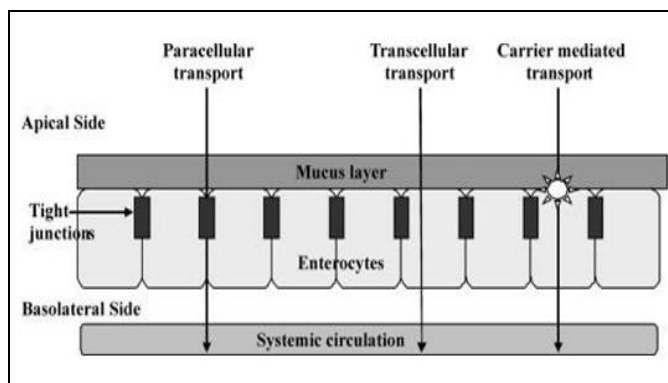 Paracellular
transport
Transcellular
transport
Carrier mediated
transport
Apical Side
Mucus layer
Tight
junctions
Enterocytes
Basolateral Side
Systemic circulation